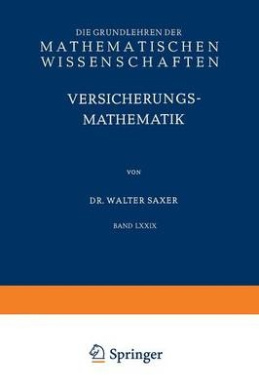 DIE GRUNDLEHREN DER
MATHEMATISCHEN
WISSENSCHAFTEN
VERSICHERUNGS-
MATHEMATIK
VON
DR. WALTER SAXER
BAND LXXIX
Springer